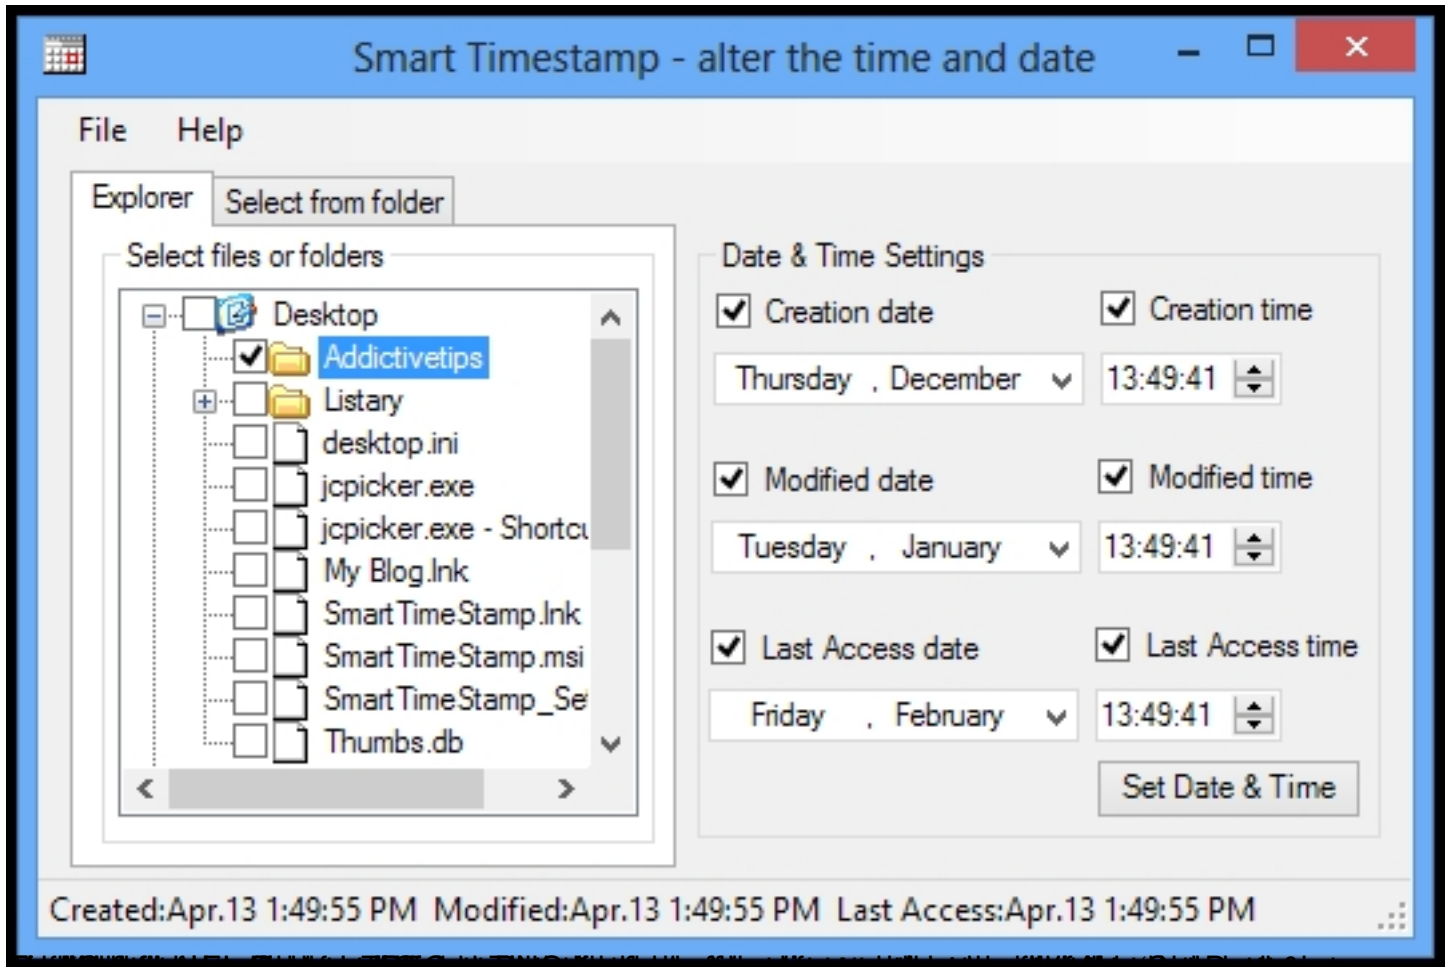 Smart Timestamp - alter the time and date
File Help
Explorer Select from folder
Select files or folders
Desktop
Addictivetips
Listary
desktop.ini
jcpicker.exe
jcpicker.exe - Shortcu
My Blog.lnk
SmartTimeStamp.lnk
SmartTimeStamp.msi
SmartTimeStamp_Set
Thumbs.db
Date & Time Settings
Creation date Creation time
Thursday , December 13:49:41
Modified date Modified time
Tuesday , January 13:49:41
Last Access date Last Access time
Friday , February 13:49:41
Set Date & Time
Created:Apr.13 1:49:55 PM Modified:Apr.13 1:49:55 PM Last Access:Apr.13 1:49:55 PM